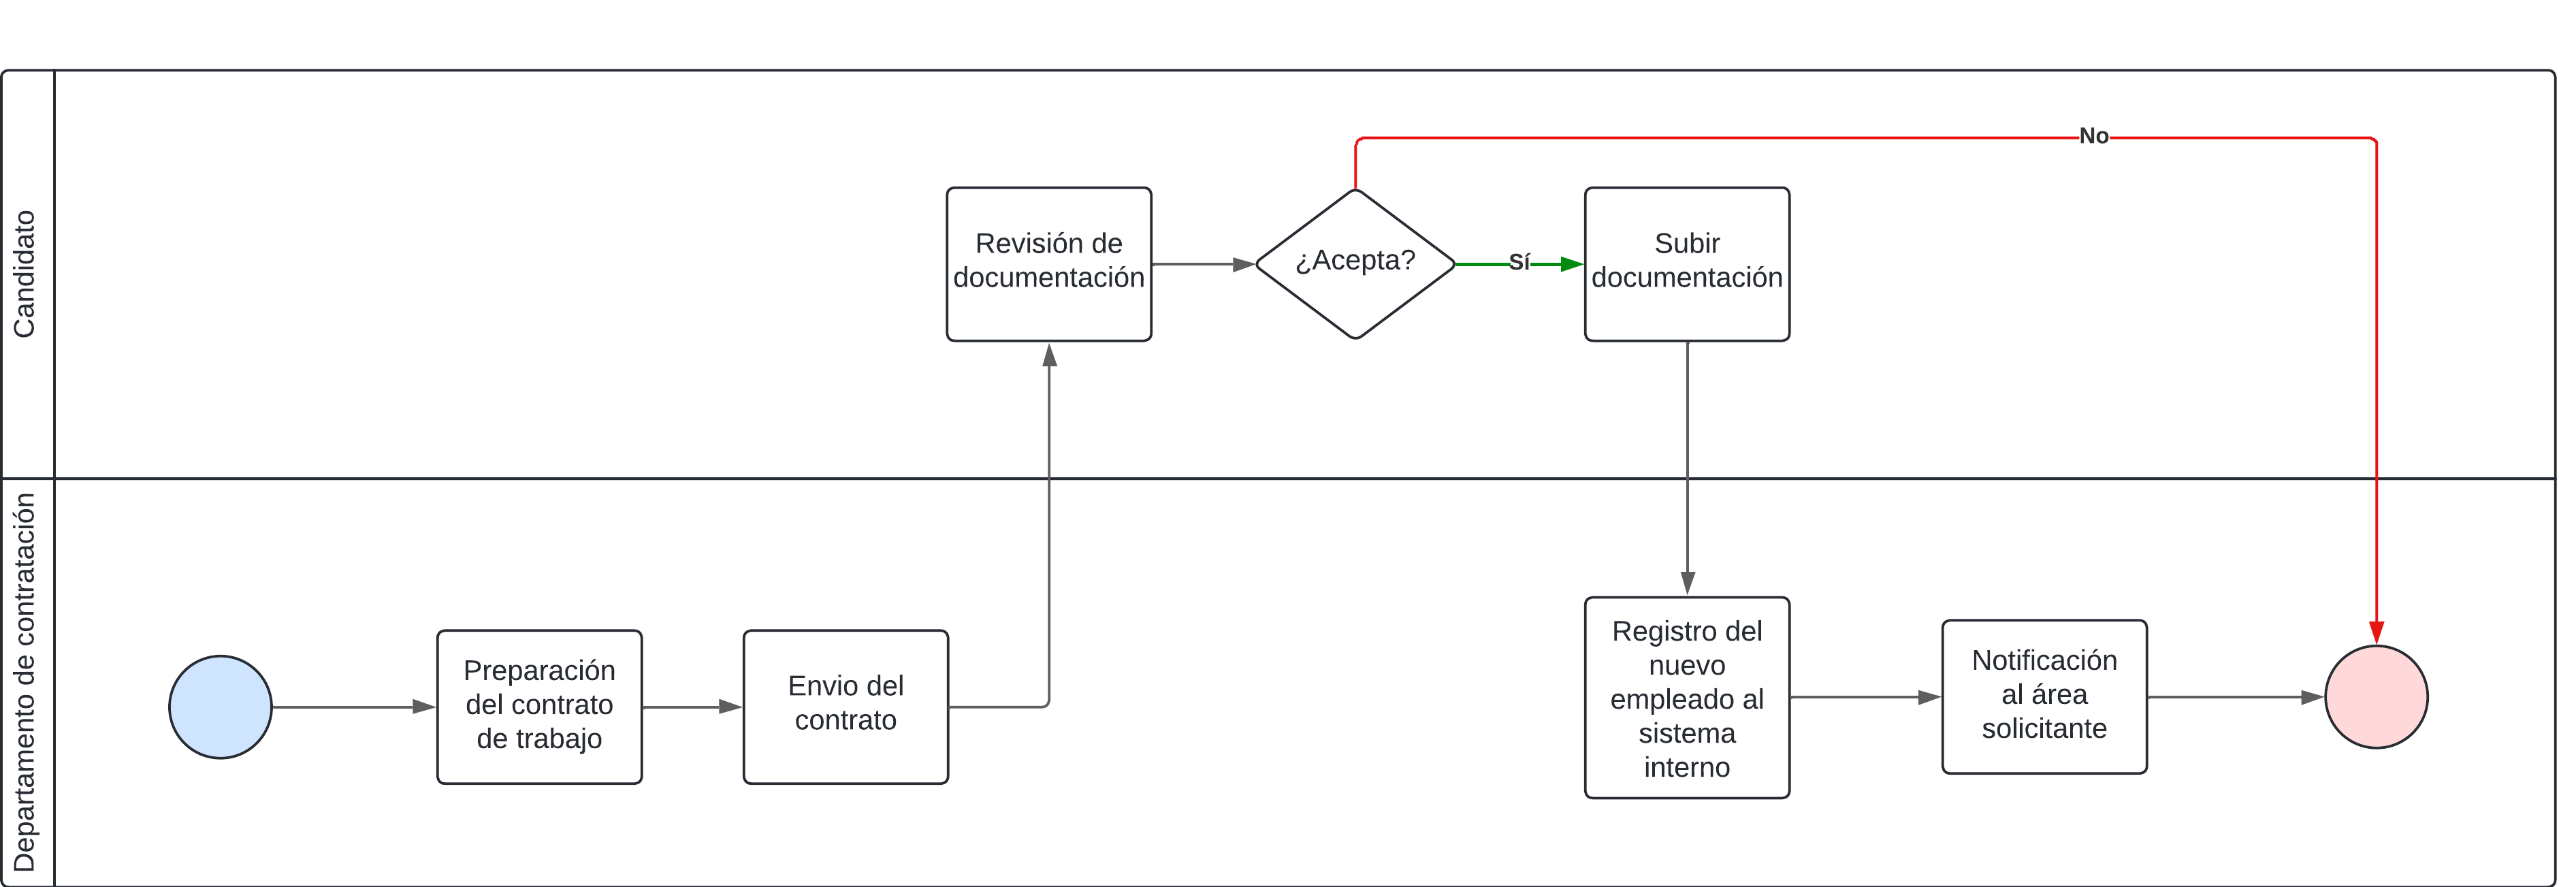 Candidato
No
Revisión de
documentación
¿Acepta?
Sí
Subir
documentación
Departamento de contratación
Preparación
del contrato
de trabajo
Envio del
contrato
Registro del
nuevo
empleado al
sistema
interno
Notificación
al área
solicitante